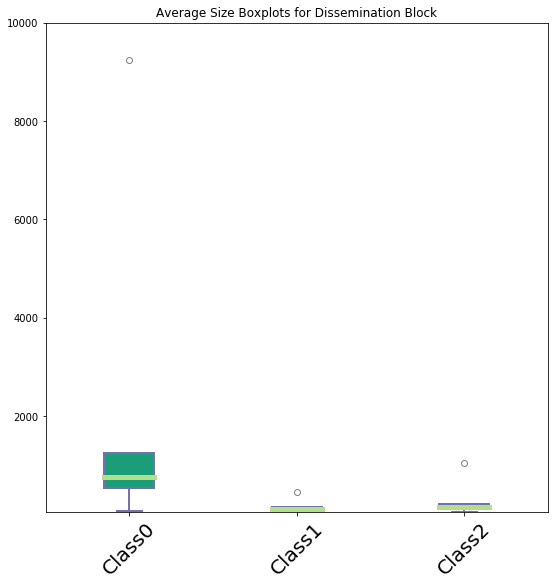 Average Size Boxplots for Dissemination Block
10000
8000
6000
4000
2000
Class0
Class1
Class2